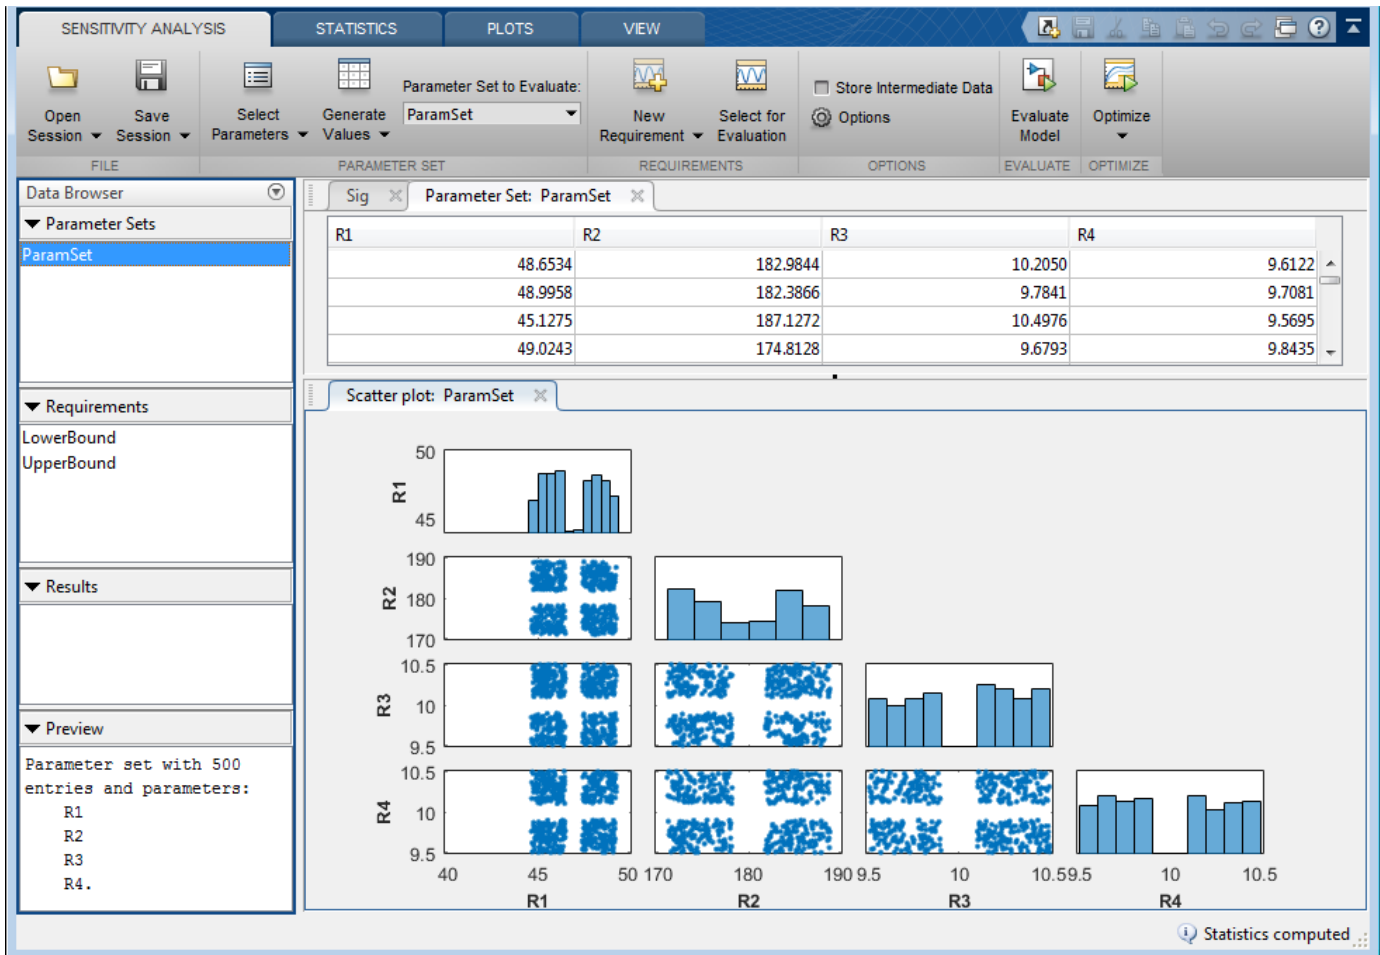 SENSITIVITY ANALYSIS STATISTICS PLOTS VIEW
Open Session Save Session Select Parameters Generate Values Parameter Set to Evaluate: ParamSet New Requirement Select for Evaluation Store Intermediate Data Options Evaluate Model Optimize
FILE PARAMETER SET REQUIREMENTS OPTIONS EVALUATE OPTIMIZE
Data Browser
Parameter Sets
ParamSet
Requirements
LowerBound
UpperBound
Results
Preview
Parameter set with 500
entries and parameters:
R1
R2
R3
R4.
Sig Parameter Set: ParamSet
R1 R2 R3 R4
48.6534 182.9844 10.2050 9.6122
48.9958 182.3866 9.7841 9.7081
45.1275 187.1272 10.4976 9.5695
49.0243 174.8128 9.6793 9.8435
Scatter plot: ParamSet
50
R1
45
190
R2
180
170
10.5
R3
10
9.5
10.5
R4
10
9.5
40 45 50 170 180 190 9.5 10 10.5 9.5 10 10.5
R1 R2 R3 R4
Statistics computed